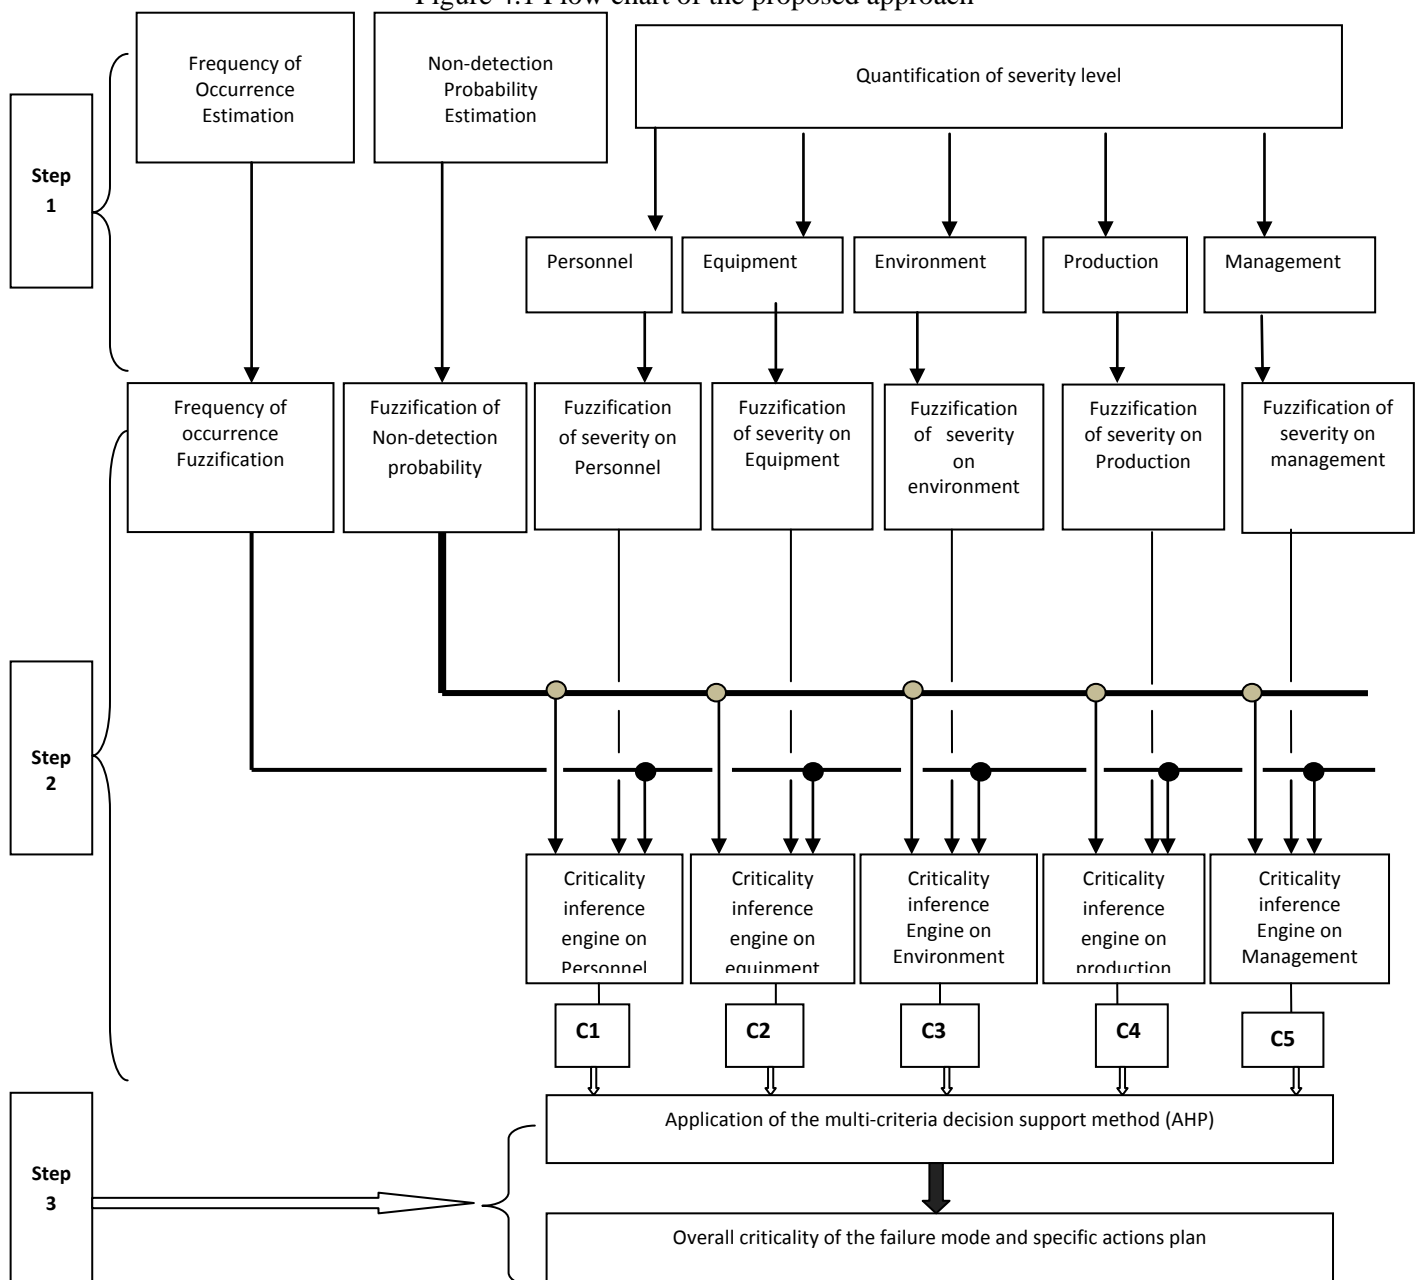 Figure 4.1 Flow chart of the proposed approach
Frequency of
Occurrence
Estimation
Non-detection
Probability
Estimation
Quantification of severity level
Step
1
Personnel
Equipment
Environment
Production
Management
Frequency of
occurrence
Fuzzification
Fuzzification of
Non-detection
probability
Fuzzification
of severity on
Personnel
Fuzzification
of severity on
Equipment
Fuzzification
of severity
on
environment
Fuzzification
of severity on
Production
Fuzzification of
severity on
management
Step
2
Criticality
inference
engine on
Personnel
Criticality
inference
engine on
equipment
Criticality
inference
Engine on
Environment
Criticality
inference
engine on
production
Criticality
inference
Engine on
Management
C1
C2
C3
C4
C5
Step
3
Application of the multi-criteria decision support method (AHP)
Overall criticality of the failure mode and specific actions plan